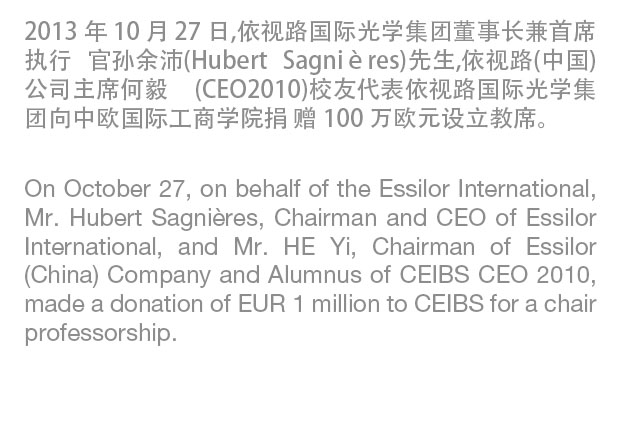 2013 年 10 月 27 日,依视路国际光学集团董事长兼首席
执行 官孙余沛(Hubert Sagni è res)先生,依视路(中国)
公司主席何毅 (CEO2010)校友代表依视路国际光学集
团向中欧国际工商学院捐 赠 100 万欧元设立教席。
On October 27, on behalf of the Essilor International,
Mr. Hubert Sagnières, Chairman and CEO of Essilor
International, and Mr. HE Yi, Chairman of Essilor
(China) Company and Alumnus of CEIBS CEO 2010,
made a donation of EUR 1 million to CEIBS for a chair
professorship.